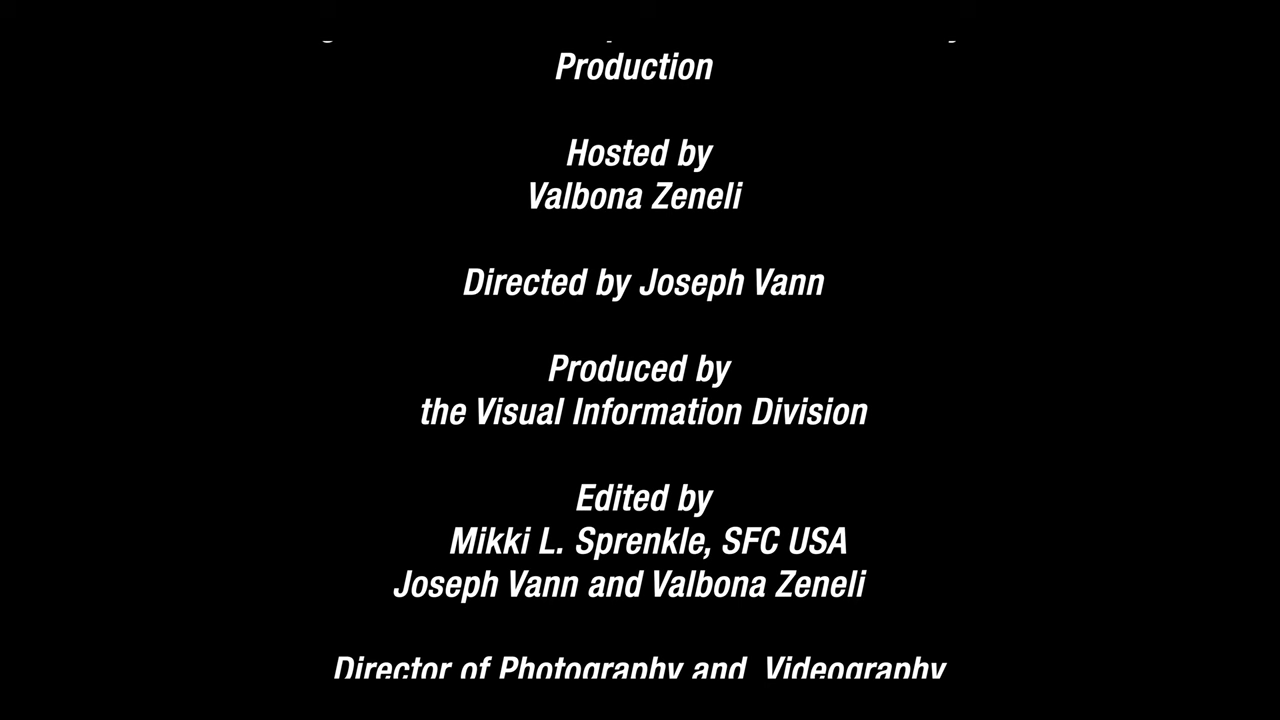 Production
Hosted by
Valbona Zeneli
Directed by Joseph Vann
Produced by
the Visual Information Division
Edited by
Mikki L. Sprenkle, SFC USA
Joseph Vann and Valbona Zeneli
Director of Photography and Videography